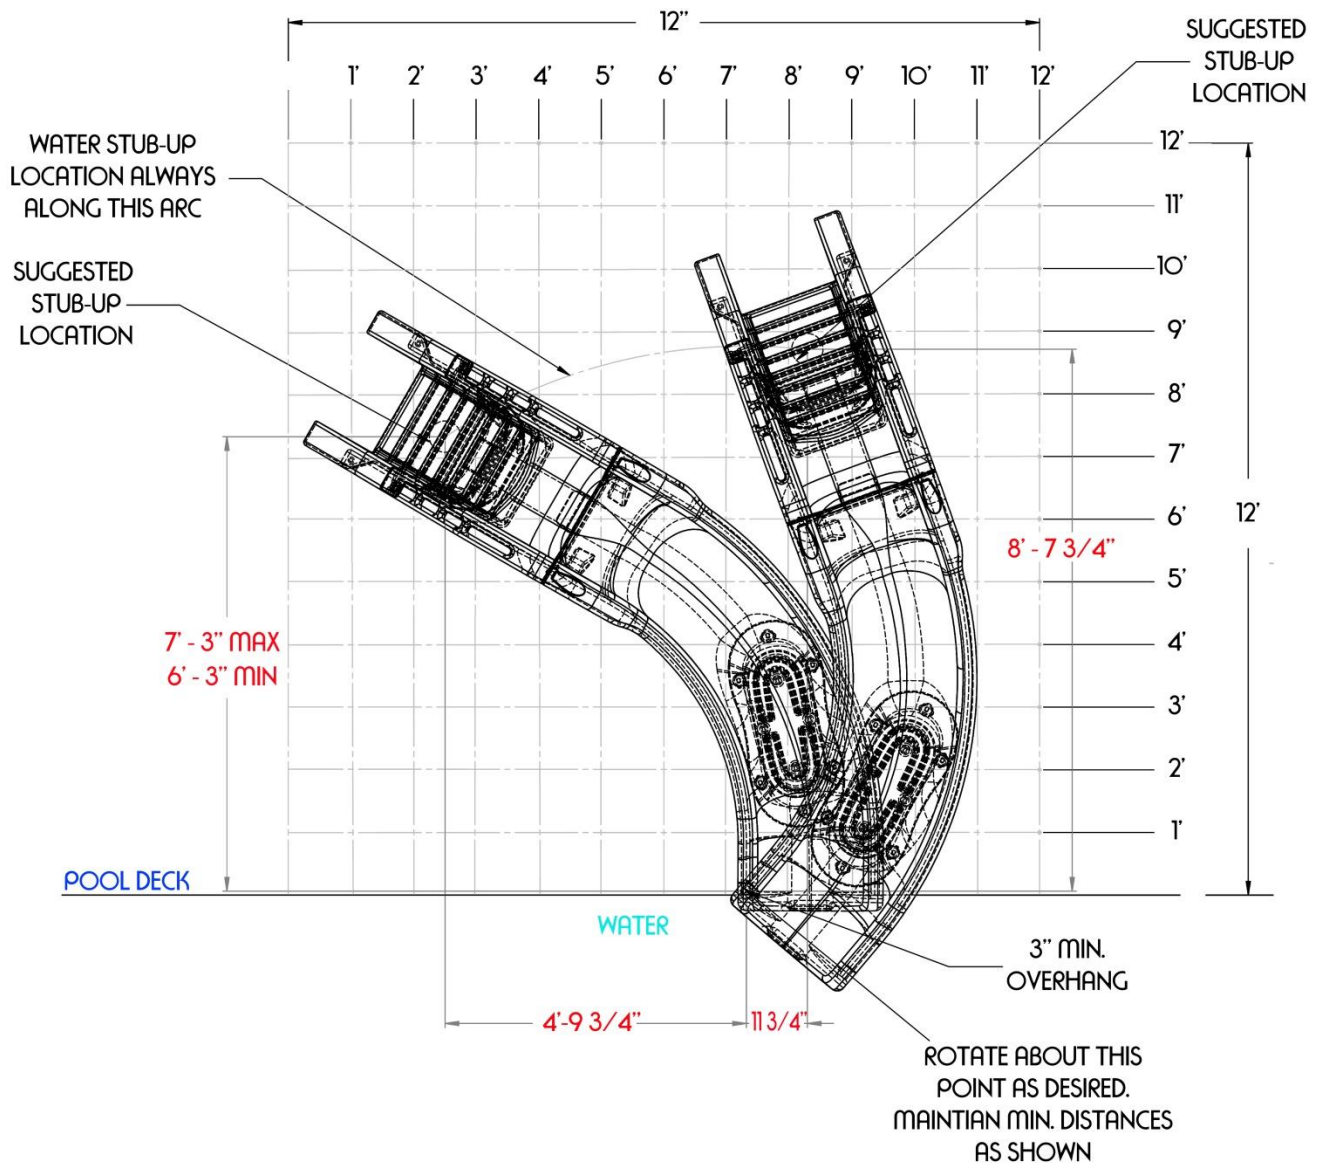 12”
1’ 2’ 3’ 4’ 5’ 6’ 7’ 8’ 9’ 10’ 11’ 12’
SUGGESTED
STUB-UP
LOCATION
WATER STUB-UP
LOCATION ALWAYS
ALONG THIS ARC
SUGGESTED
STUB-UP
LOCATION
12’
11’
10’
9’
8’
7’
6’
5’
4’
3’
2’
1’
12’
8’ - 7 3/4”
7’ - 3” MAX
6’ - 3” MIN
POOL DECK
WATER
3” MIN.
OVERHANG
4’-9 3/4”
11 3/4”
ROTATE ABOUT THIS
POINT AS DESIRED.
MAINTIAN MIN. DISTANCES
AS SHOWN